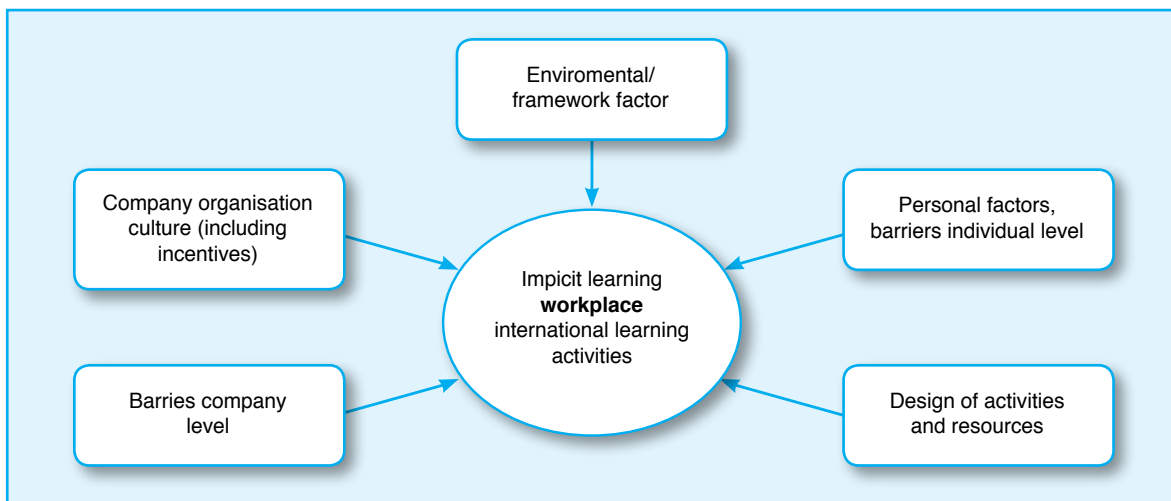 Enviromental/
framework factor
Company organisation
culture (including
incentives)
Personal factors,
barriers individual level
Impicit learning
workplace
international learning
activities
Barries company
level
Design of activities
and resources